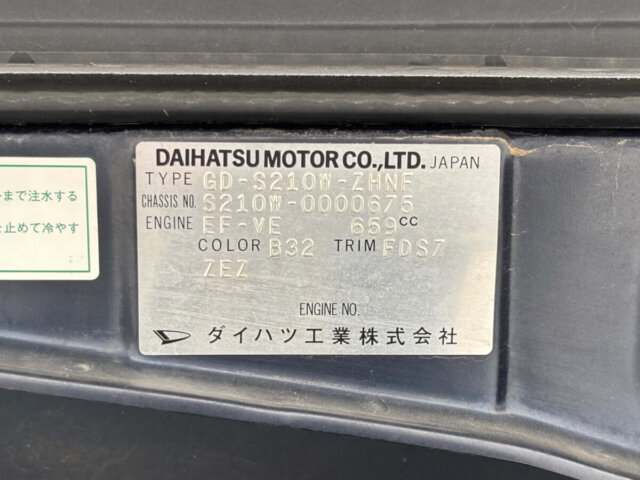 DAIHATSU MOTOR CO.,LTD. JAPAN
TYPE GD-S210W-ZHNF
CHASSIS NO. S210W-0000675
ENGINE EF-VE 659cc
COLOR B32 TRIM FDS7
ZEZ
ENGINE NO.
ダイハツ工業株式会社
まで注水する
を止めて冷やす